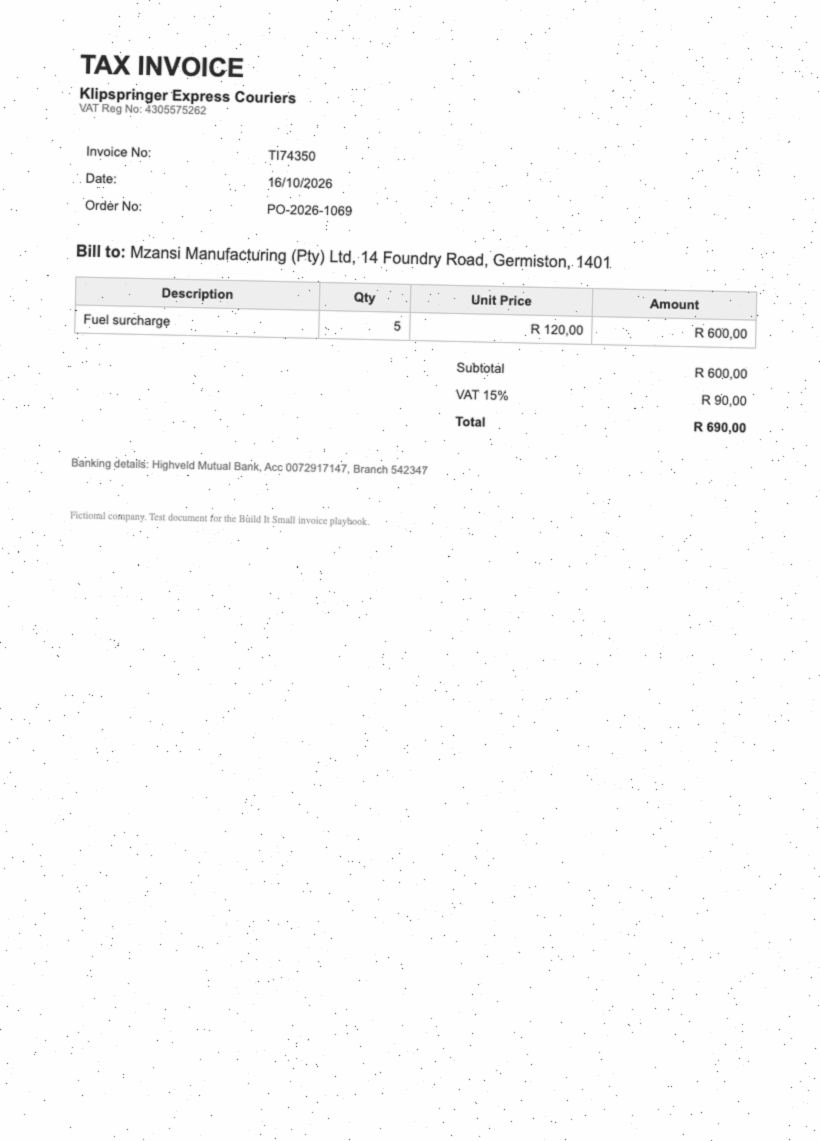 TAX INVOICE
Klipspringer Express Couriers
VAT Reg No: 4305575262
Invoice No: TI74350
Date: 16/10/2026
Order No: PO-2026-1069
Bill to: Mzansi Manufacturing (Pty) Ltd, 14 Foundry Road, Germiston, 1401
Description Qty Unit Price Amount
Fuel surcharge 5 R 120,00 R 600,00
Subtotal R 600,00
VAT 15% R 90,00
Total R 690,00
Banking details: Highveld Mutual Bank, Acc 0072917147, Branch 542347
Fictional company. Test document for the Build It Small invoice playbook.